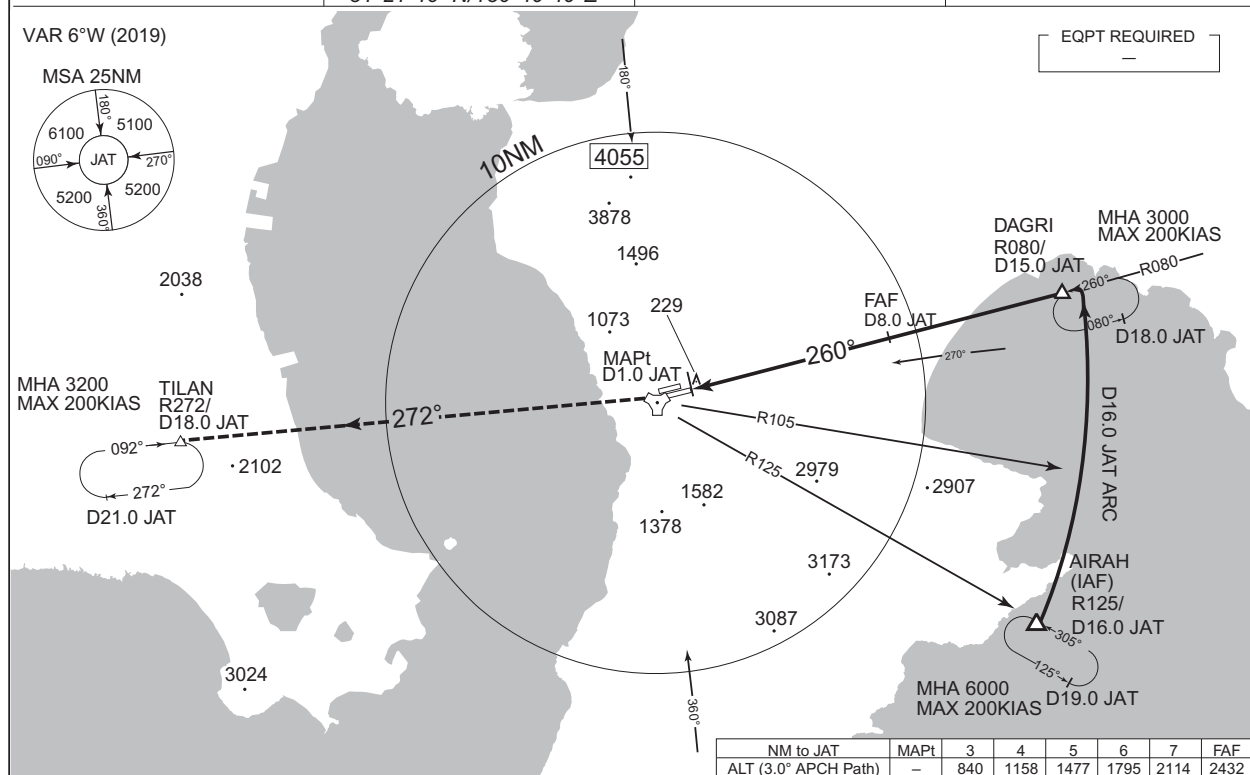 VAR 6°W (2019)
EQPT REQUIRED
–
MSA 25NM
180°
6100
5100
090°
JAT
270°
5200
5200
360°
180°
10NM
4055
3878
1496
2038
1073
229
MAPt
D1.0 JAT
FAF
D8.0 JAT
260°
270°
DAGRI
R080/
D15.0 JAT
MHA 3000
MAX 200KIAS
260°
R080
080°
D18.0 JAT
MHA 3200
MAX 200KIAS
TILAN
R272/
D18.0 JAT
272°
092°
272°
D21.0 JAT
2102
R105
R125
2979
2907
1582
1378
D16.0 JAT ARC
3173
3087
AIRAH
(IAF)
R125/
D16.0 JAT
305°
125°
D19.0 JAT
MHA 6000
MAX 200KIAS
3024
360°
NM to JAT MAPt 3 4 5 6 7 FAF
ALT (3.0° APCH Path) – 840 1158 1477 1795 2114 2432